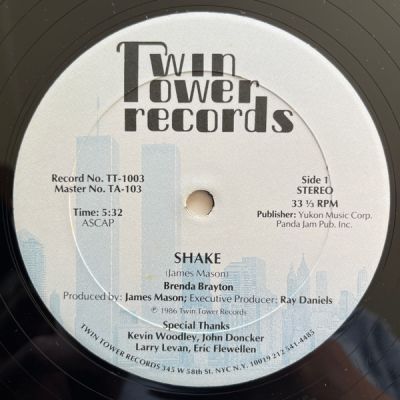 Twin
Tower
records
Record No. TT-1003
Master No. TA-103
Time: 5:32
ASCAP
Side 1
STEREO
33 ⅓ RPM
Publisher: Yukon Music Corp.
Panda Jam Pub. Inc.
SHAKE
(James Mason)
Brenda Brayton
Produced by: James Mason; Executive Producer: Ray Daniels
℗ 1986 Twin Tower Records
Special Thanks
Kevin Woodley, John Doncker
Larry Levan, Eric Flewellen
TWIN TOWER RECORDS 345 W 58th St. NYC N.Y. 10019 212 541-4485